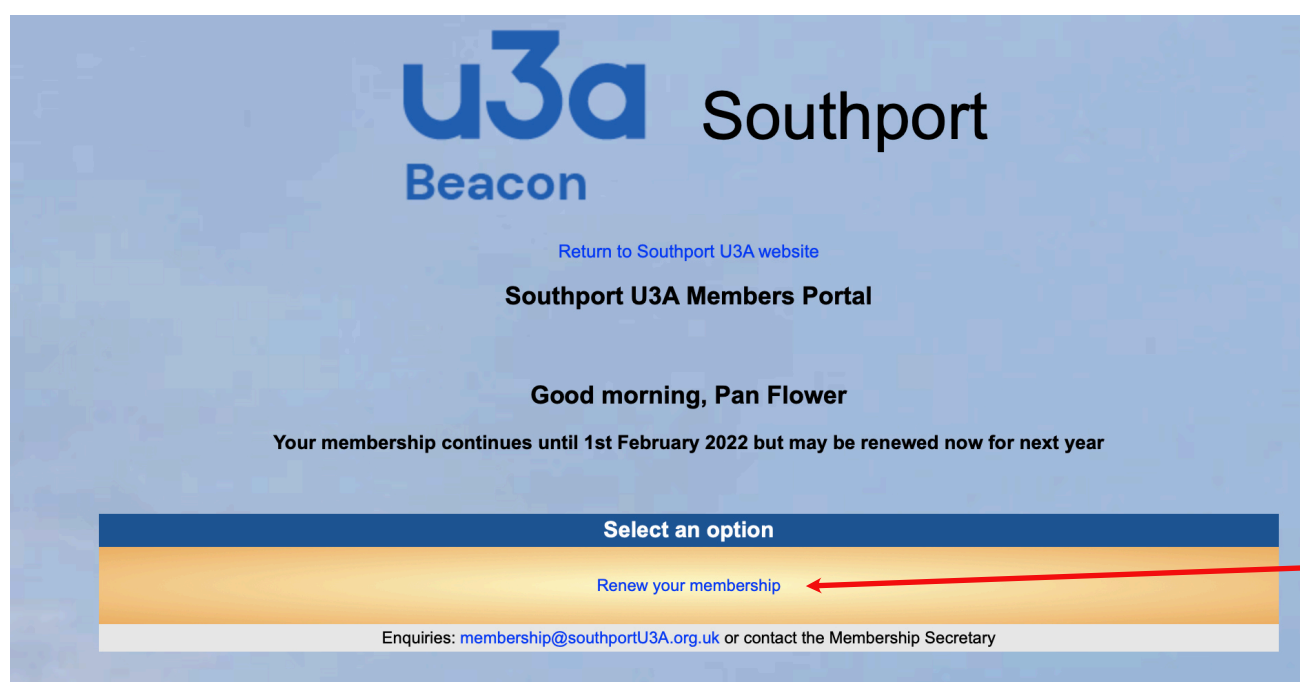 u3a Southport
Beacon
Return to Southport U3A website
Southport U3A Members Portal
Good morning, Pan Flower
Your membership continues until 1st February 2022 but may be renewed now for next year
Select an option
Renew your membership
Enquiries: membership@southportU3A.org.uk or contact the Membership Secretary